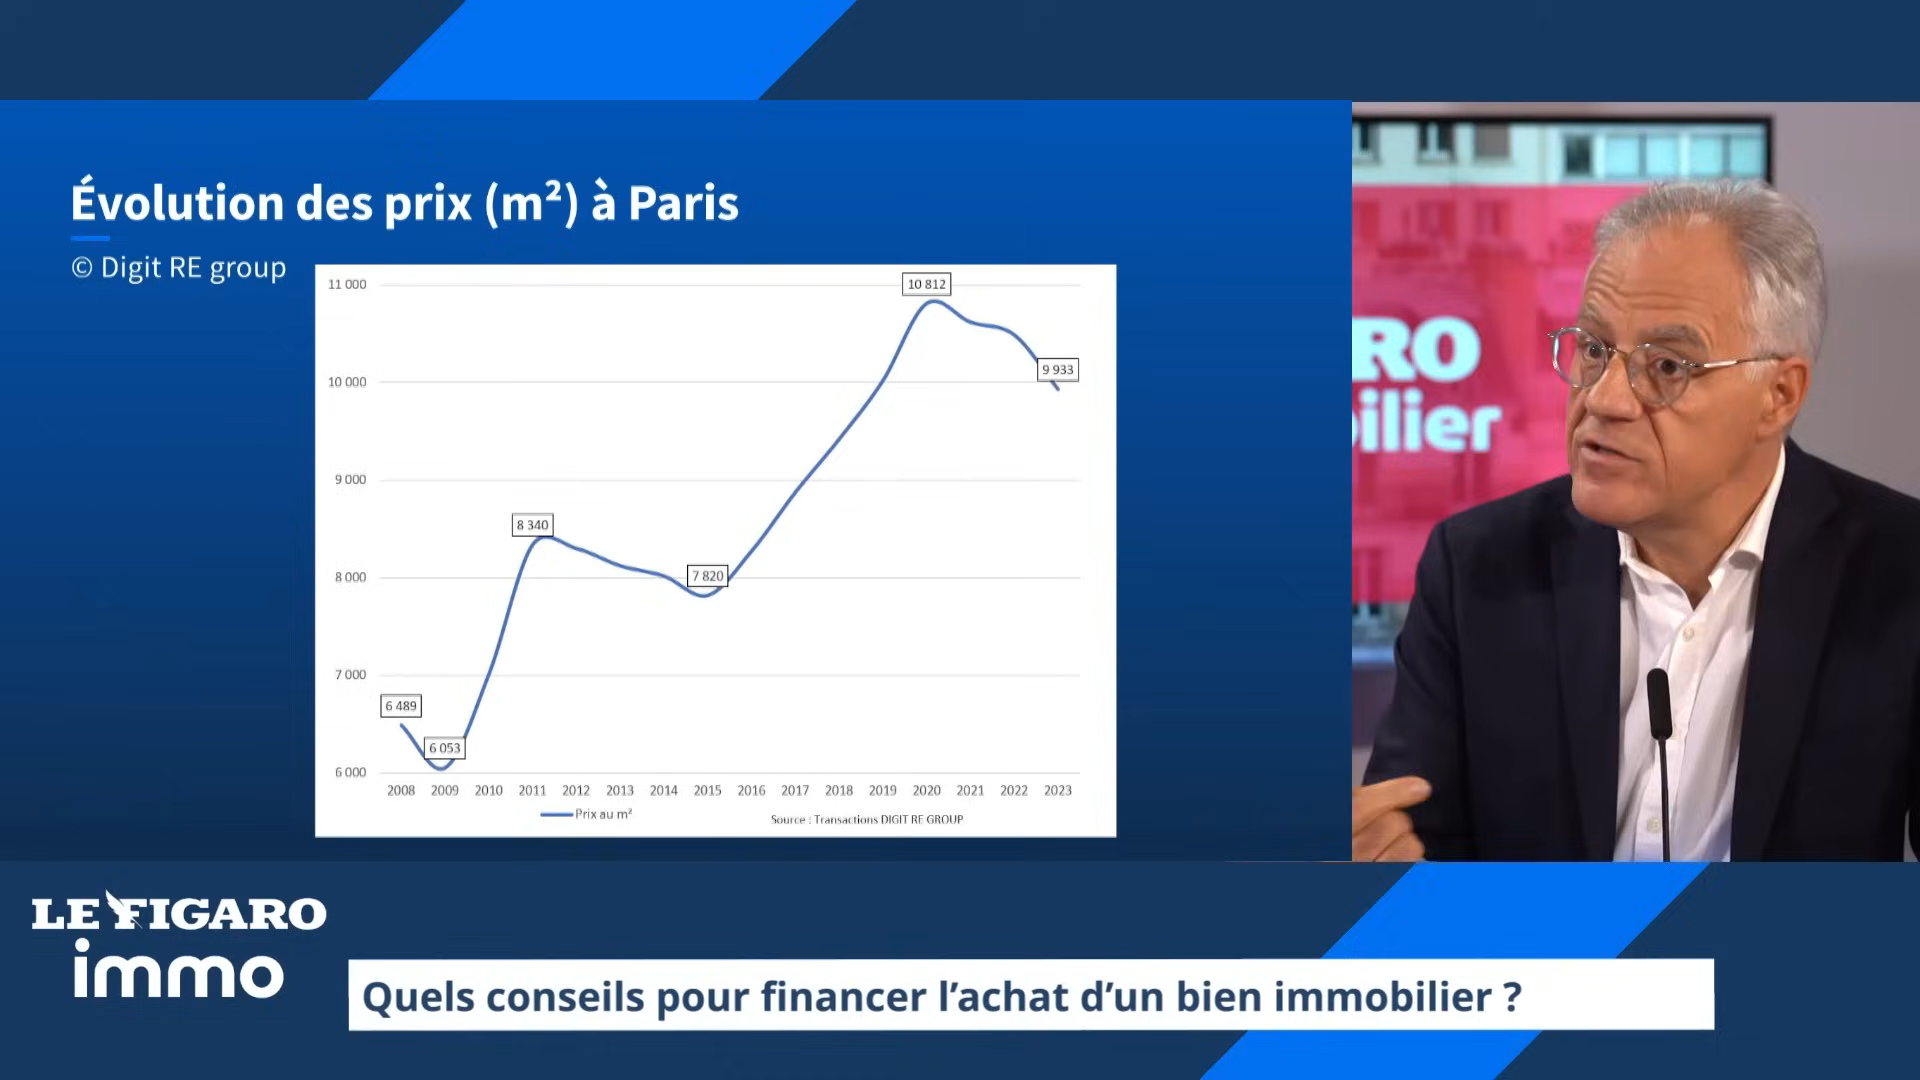 Évolution des prix (m²) à Paris
© Digit RE group
11 000
10 000
9 000
8 000
7 000
6 000
6 489
6 053
8 340
7 820
10 812
9 933
2008 2009 2010 2011 2012 2013 2014 2015 2016 2017 2018 2019 2020 2021 2022 2023
Prix au m²
Source : Transactions DIGIT RE GROUP
RO
ilier
LE FIGARO
immo
Quels conseils pour financer l’achat d’un bien immobilier ?